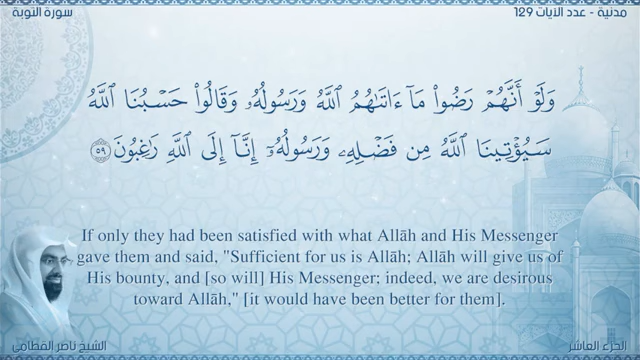 مدنية - عدد الآيات 129
سورة التوبة
وَلَوْ أَنَّهُمْ رَضُوا۟ مَآ ءَاتَىٰهُمُ ٱللَّهُ وَرَسُولُهُۥ وَقَالُوا۟ حَسْبُنَا ٱللَّهُ
سَيُؤْتِينَا ٱللَّهُ مِن فَضْلِهِۦ وَرَسُولُهُۥٓ إِنَّآ إِلَى ٱللَّهِ رَٰغِبُونَ ٥٩
If only they had been satisfied with what Allāh and His Messenger
gave them and said, "Sufficient for us is Allāh; Allāh will give us of
His bounty, and [so will] His Messenger; indeed, we are desirous
toward Allāh," [it would have been better for them].
الجزء العاشر
الشيخ ناصر القطامي